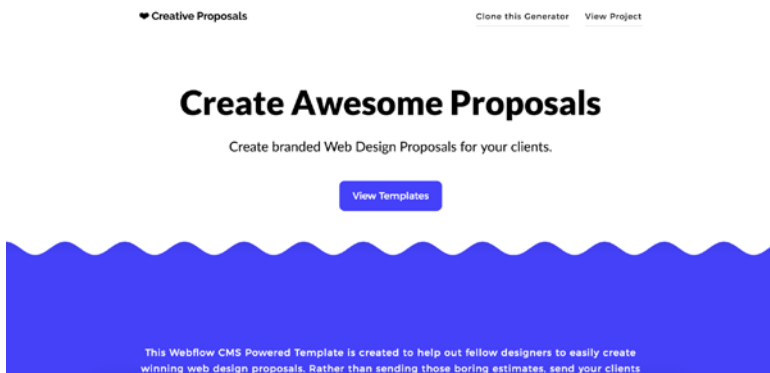 ❤ Creative Proposals
Clone this Generator
View Project
Create Awesome Proposals
Create branded Web Design Proposals for your clients.
View Templates
This Webflow CMS Powered Template is created to help out fellow designers to easily create
winning web design proposals. Rather than sending those boring estimates, send your clients